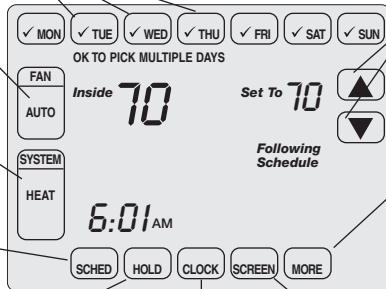 ✓ MON ✓ TUE ✓ WED ✓ THU ✓ FRI ✓ SAT ✓ SUN
OK TO PICK MULTIPLE DAYS
FAN
AUTO
Inside 70
Set To 70
Following
Schedule
SYSTEM
HEAT
6:01 AM
SCHED HOLD CLOCK SCREEN MORE